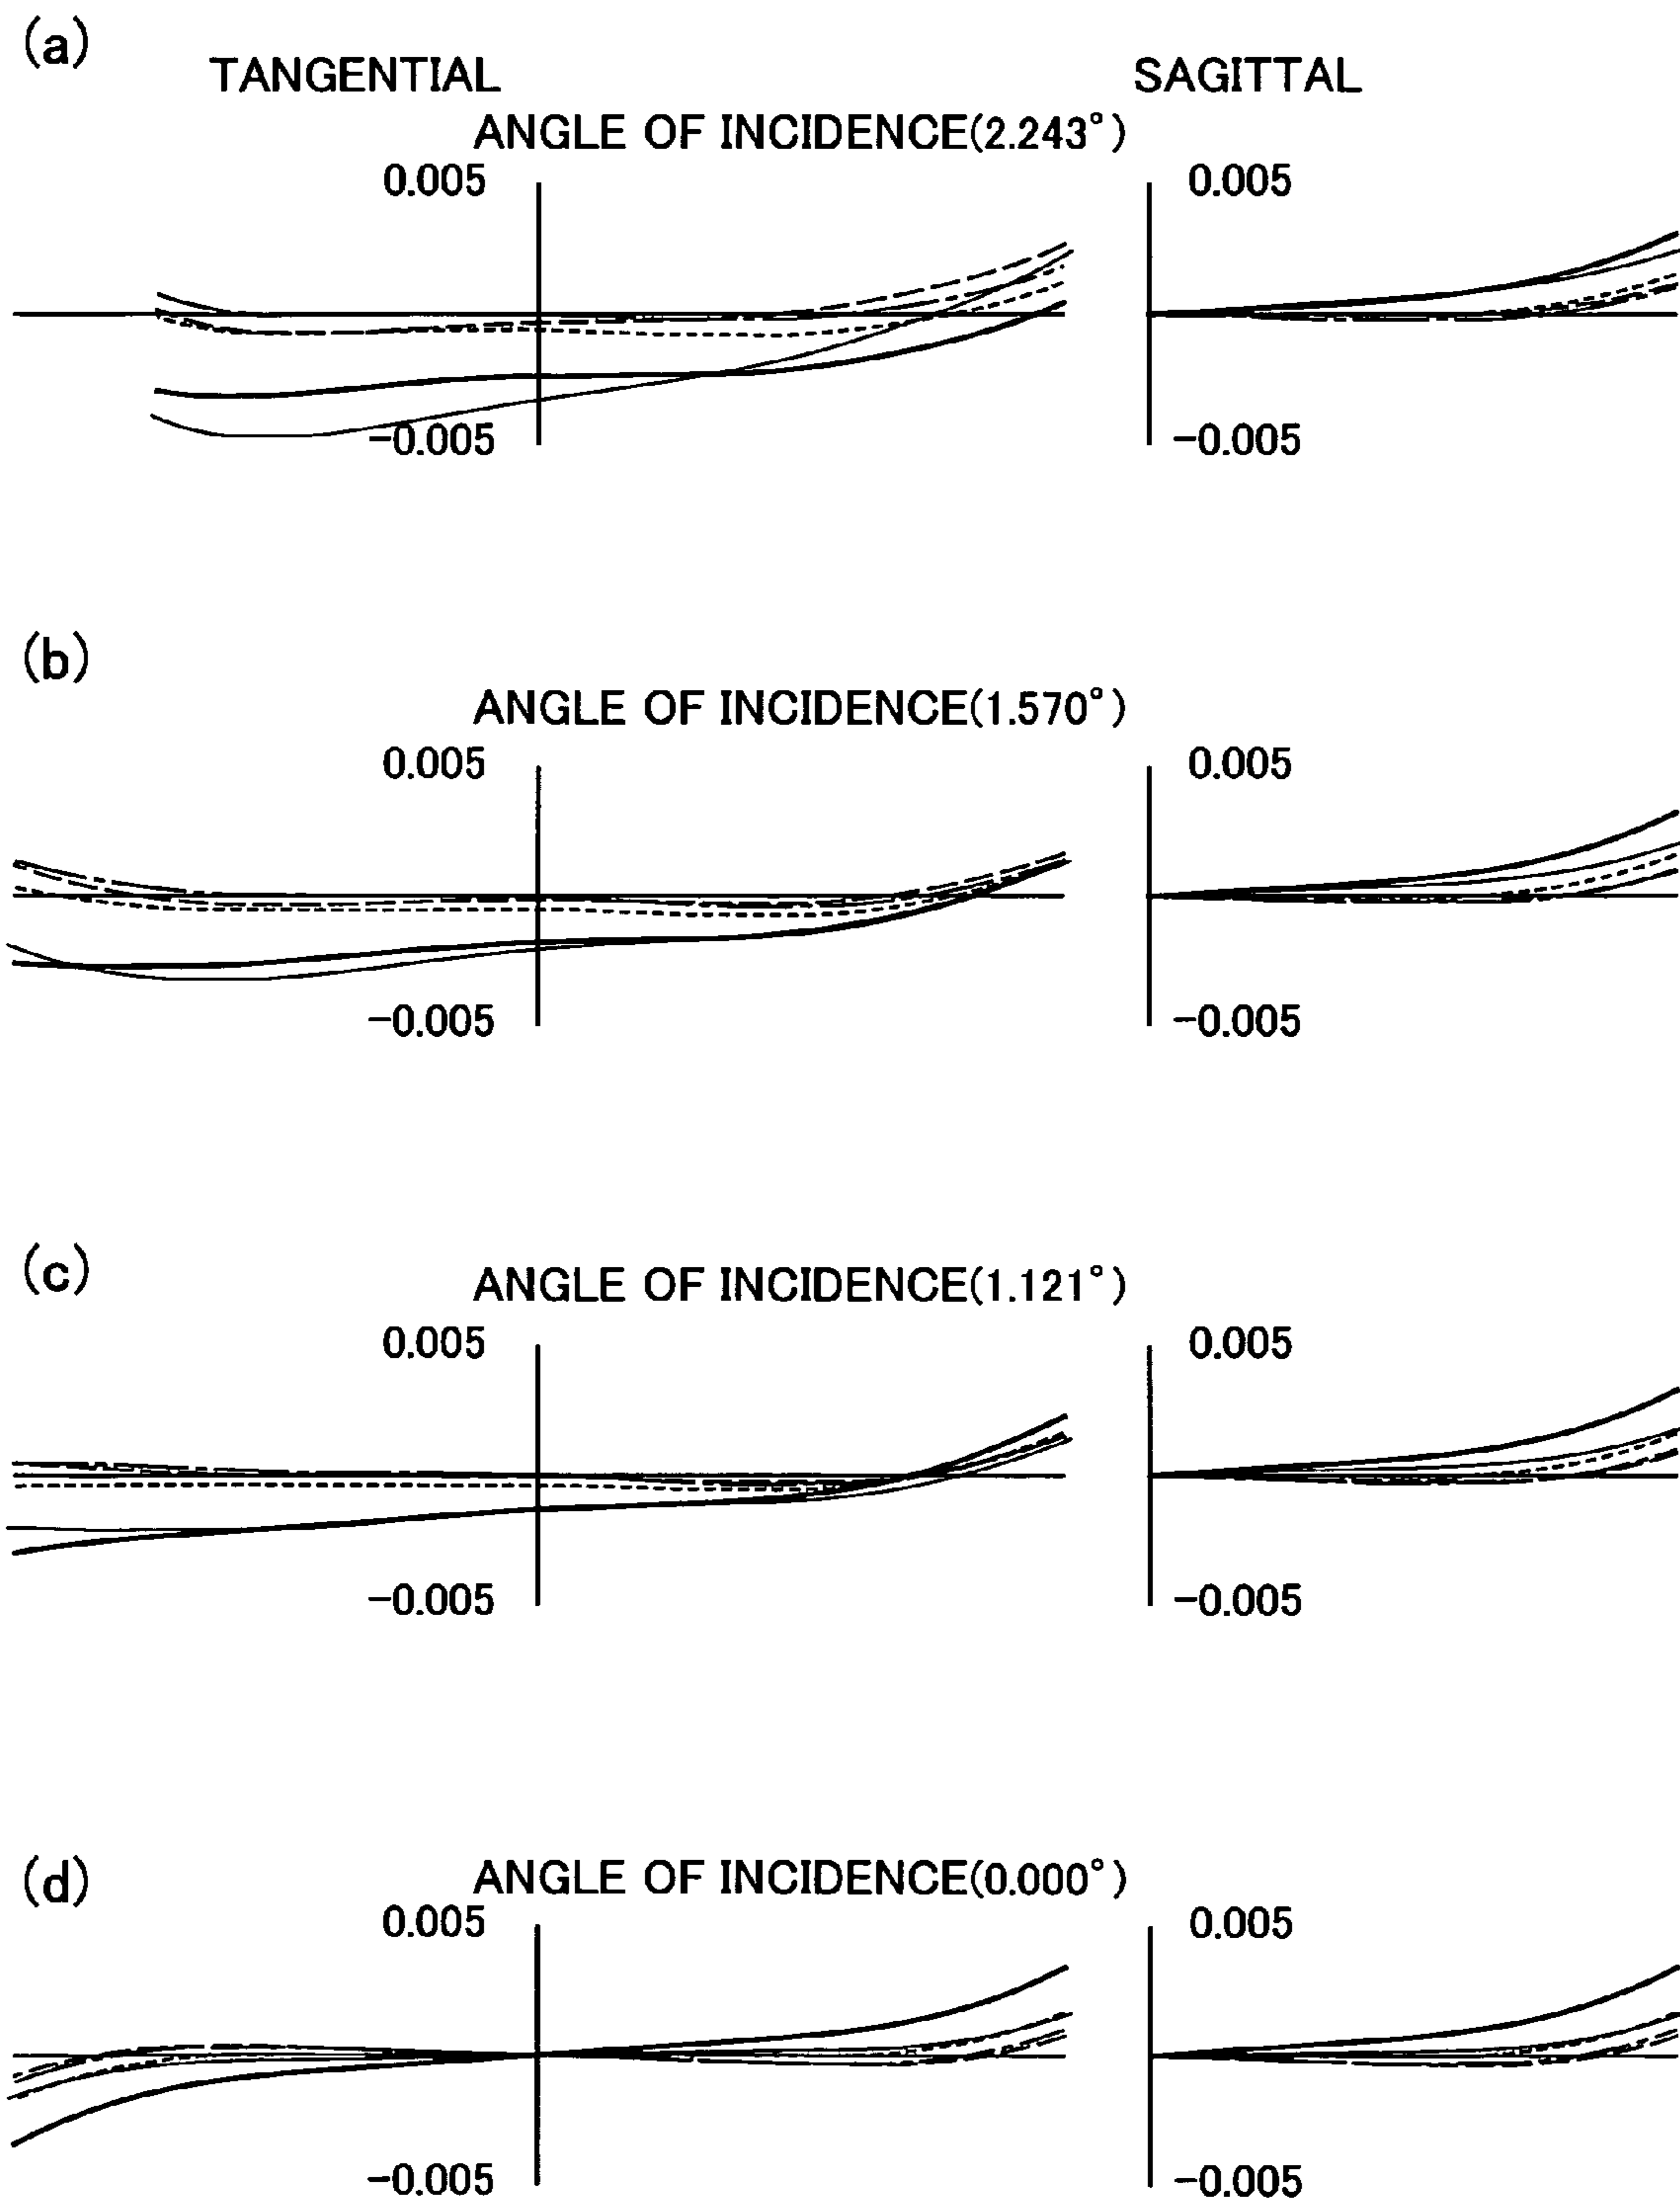 (a)
TANGENTIAL
SAGITTAL
ANGLE OF INCIDENCE(2.243°)
0.005
0.005
−0.005
−0.005
(b)
ANGLE OF INCIDENCE(1.570°)
0.005
0.005
−0.005
−0.005
(c)
ANGLE OF INCIDENCE(1.121°)
0.005
0.005
−0.005
−0.005
(d)
ANGLE OF INCIDENCE(0.000°)
0.005
0.005
−0.005
−0.005